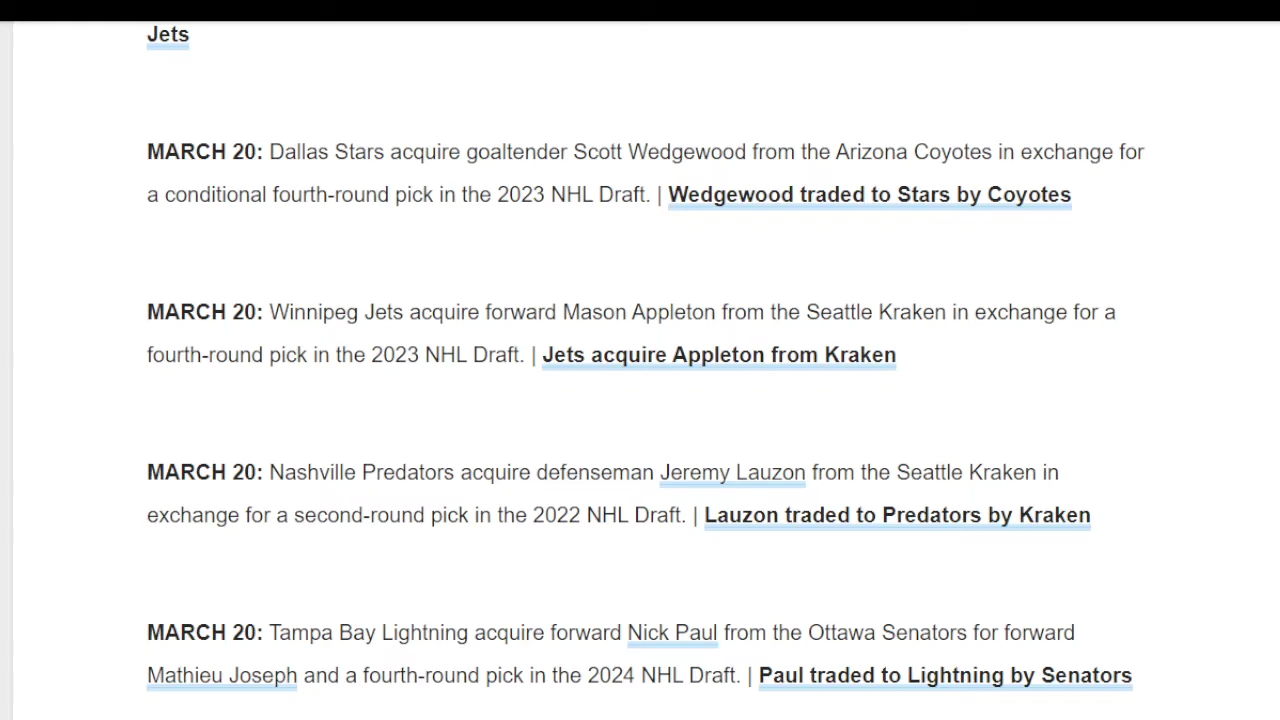 Jets
MARCH 20: Dallas Stars acquire goaltender Scott Wedgewood from the Arizona Coyotes in exchange for
a conditional fourth-round pick in the 2023 NHL Draft. | Wedgewood traded to Stars by Coyotes
MARCH 20: Winnipeg Jets acquire forward Mason Appleton from the Seattle Kraken in exchange for a
fourth-round pick in the 2023 NHL Draft. | Jets acquire Appleton from Kraken
MARCH 20: Nashville Predators acquire defenseman Jeremy Lauzon from the Seattle Kraken in
exchange for a second-round pick in the 2022 NHL Draft. | Lauzon traded to Predators by Kraken
MARCH 20: Tampa Bay Lightning acquire forward Nick Paul from the Ottawa Senators for forward
Mathieu Joseph and a fourth-round pick in the 2024 NHL Draft. | Paul traded to Lightning by Senators